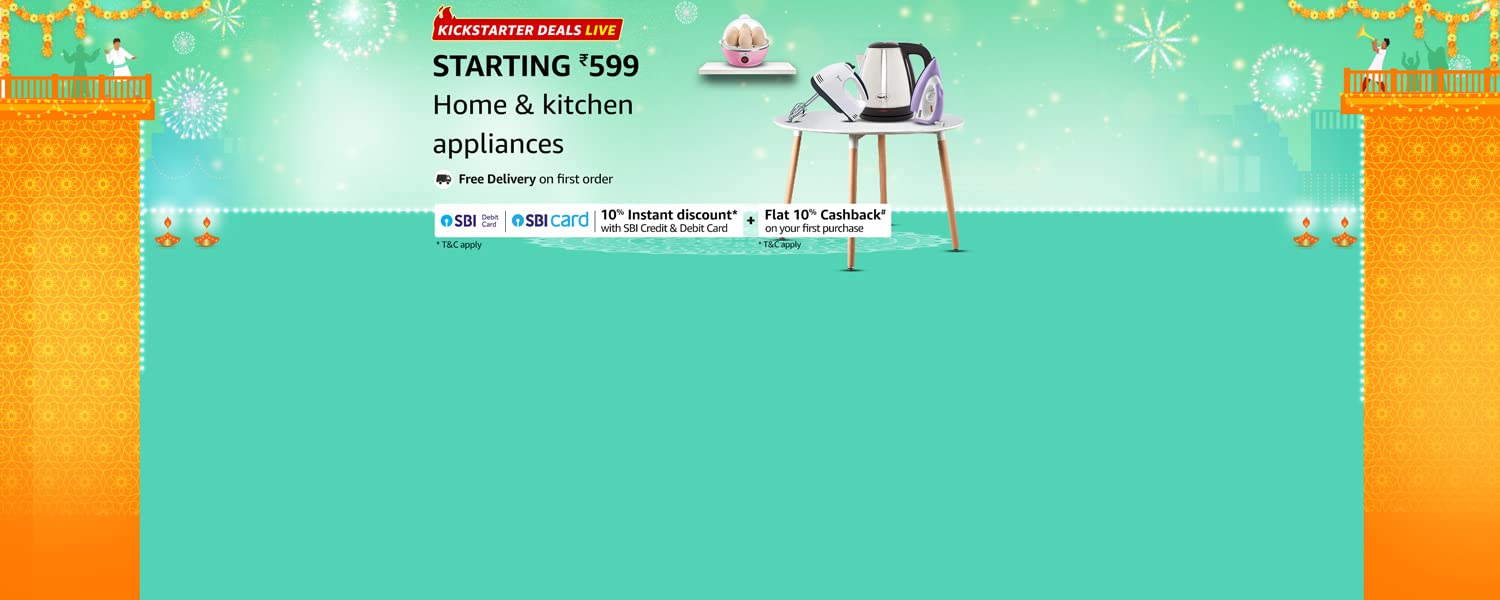 KICKSTARTER DEALS LIVE
STARTING ₹599
Home & kitchen
appliances
Free Delivery on first order
SBI Debit Card | SBI card | 10% Instant discount* with SBI Credit & Debit Card + Flat 10% Cashback# on your first purchase
* T&C apply
* T&C apply